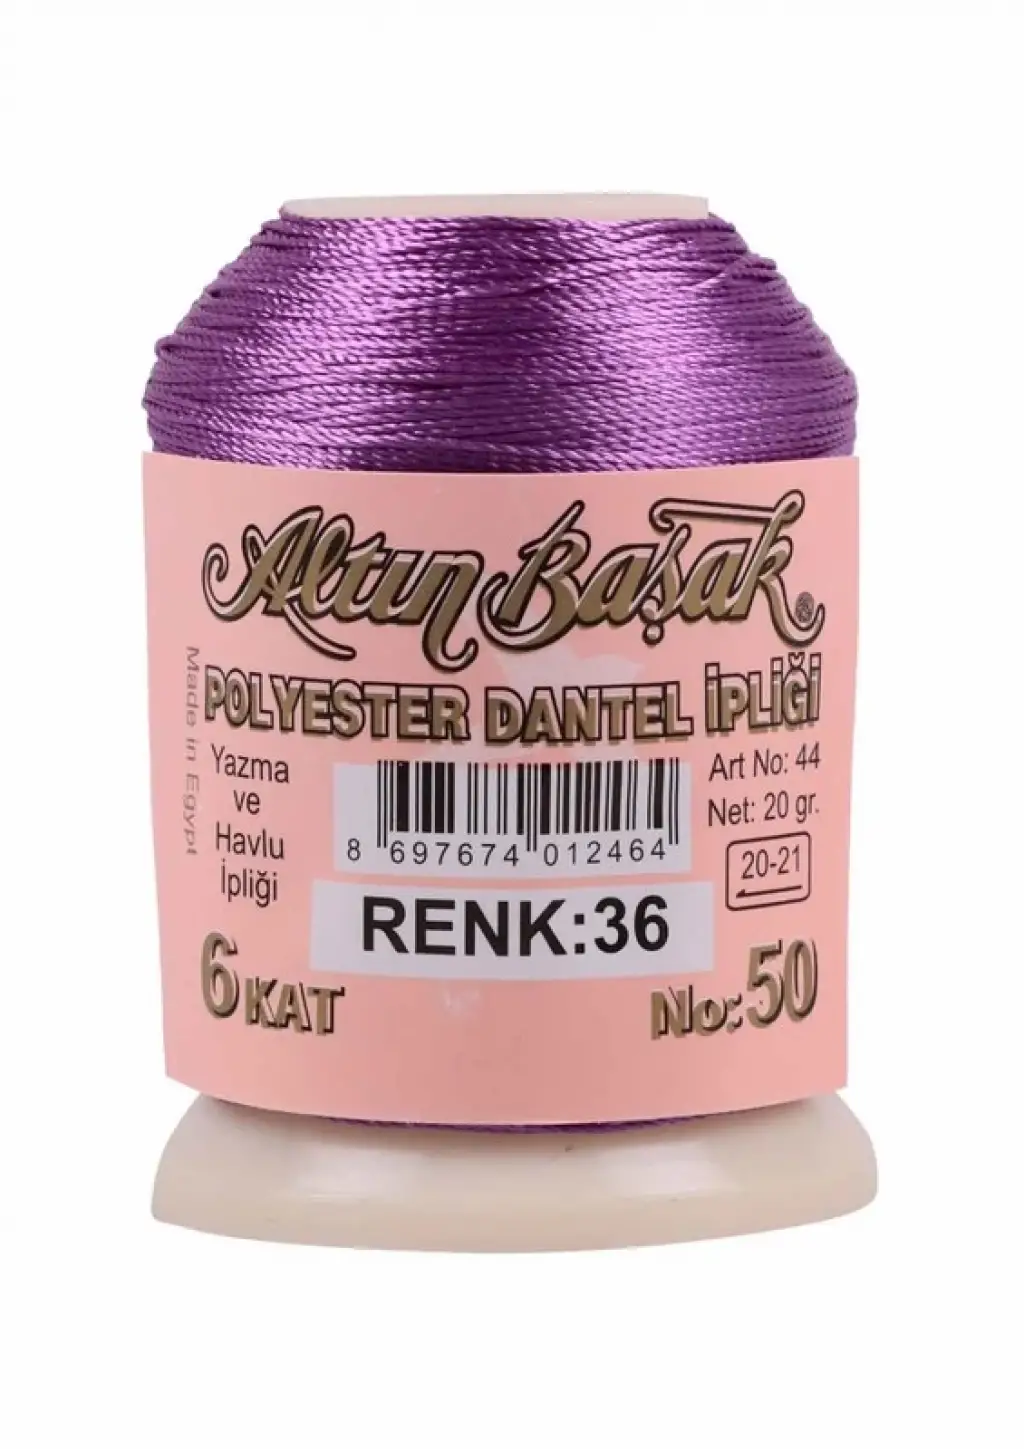 Altın Başak ®
POLYESTER DANTEL İPLİĞİ
Made in Egypt
Yazma
ve
Havlu
İpliği
8 697674 012464
Art No: 44
Net: 20 gr.
20-21
RENK:36
6 KAT
No:50